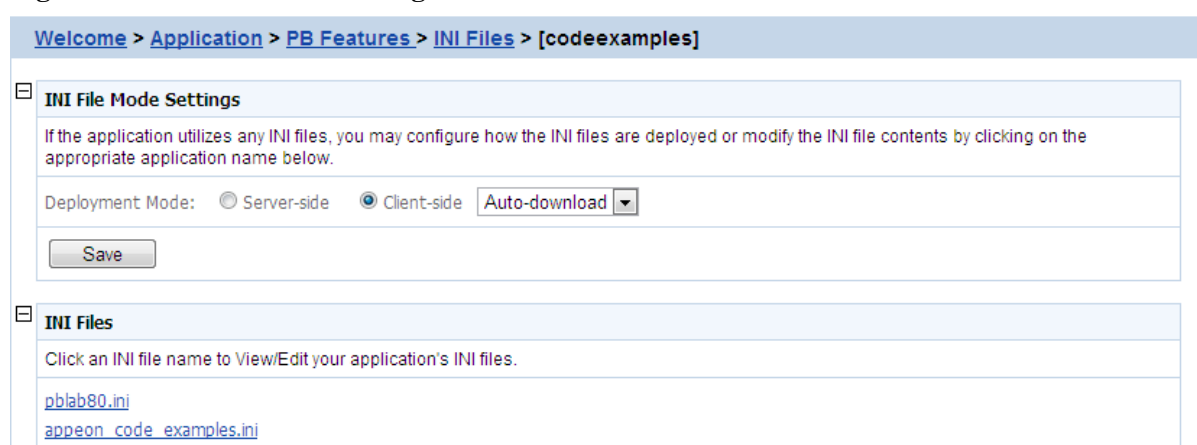 Welcome > Application > PB Features > INI Files > [codeexamples]
INI File Mode Settings
If the application utilizes any INI files, you may configure how the INI files are deployed or modify the INI file contents by clicking on the
appropriate application name below.
Deployment Mode: Server-side Client-side Auto-download
Save
INI Files
Click an INI file name to View/Edit your application's INI files.
pblab80.ini
appeon_code_examples.ini